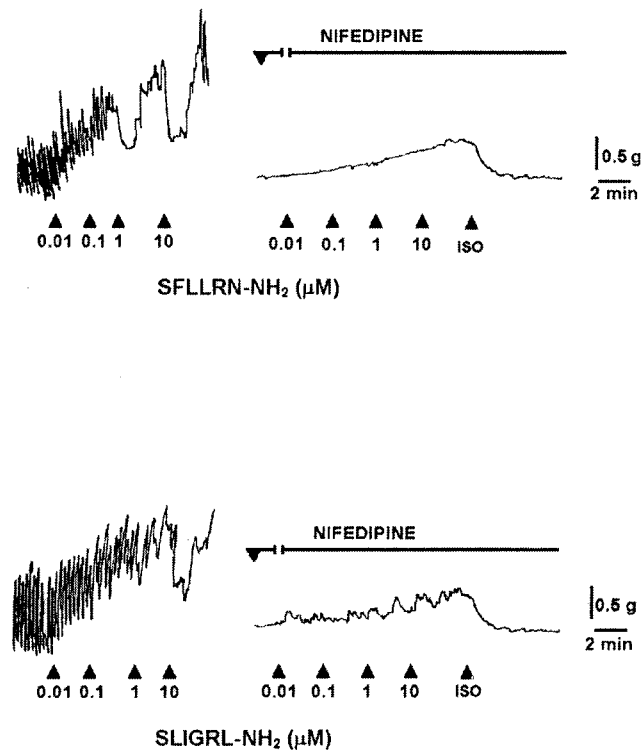 NIFEDIPINE
0.5 g
2 min
0.01 0.1 1 10 0.01 0.1 1 10 ISO
SFLLRN-NH₂ (μM)
NIFEDIPINE
0.5 g
2 min
0.01 0.1 1 10 0.01 0.1 1 10 ISO
SLIGRL-NH₂ (μM)